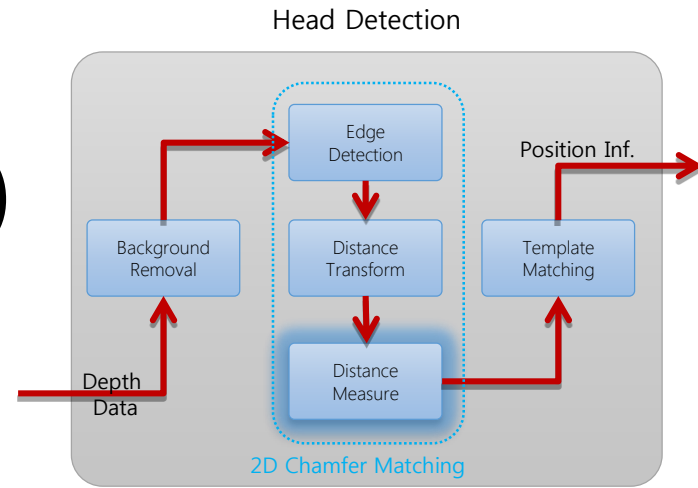 Head Detection
Edge
Detection
Position Inf.
Background
Removal
Distance
Transform
Template
Matching
Depth
Data
Distance
Measure
2D Chamfer Matching